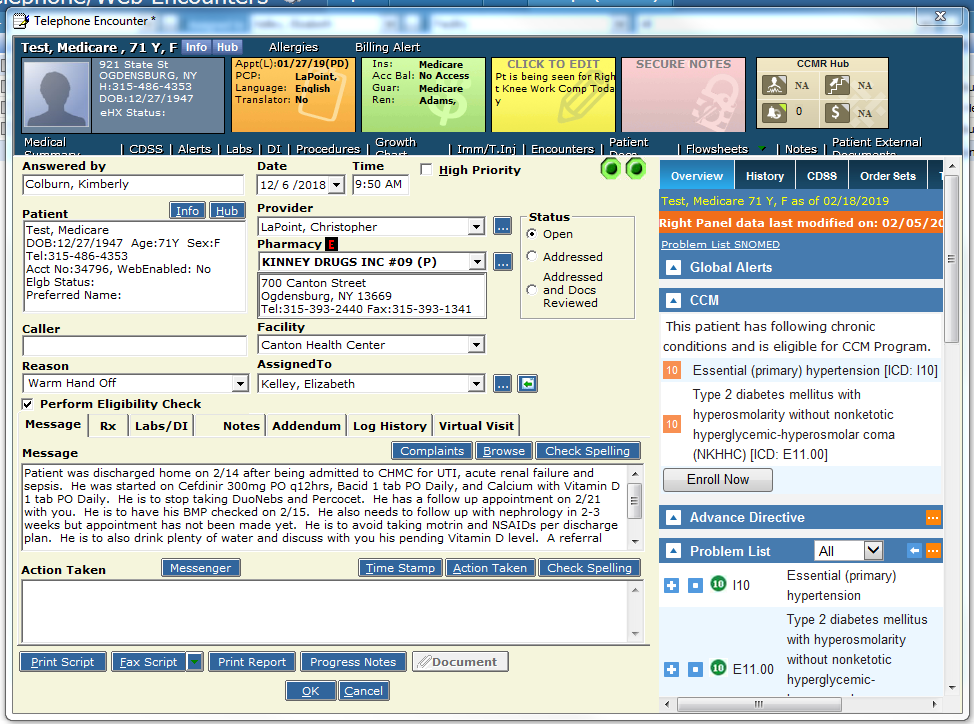 Telephone/Web Encounters
Telephone Encounter *
Test, Medicare , 71 Y, F Info Hub Allergies Billing Alert
921 State St
OGDENSBURG, NY
H:315-486-4353
DOB:12/27/1947
eHX Status:
Appt(L):01/27/19(PD)
PCP: LaPoint,
Language: English
Translator: No
Ins: Medicare
Acc Bal: No Access
Guar: Medicare
Ren: Adams,
CLICK TO EDIT
Pt is being seen for Righ
t Knee Work Comp Toda
y
SECURE NOTES
CCMR Hub
NA NA
0 NA
Medical Summary | CDSS | Alerts | Labs | DI | Procedures | Growth Chart | Imm/T.Inj | Encounters | Patient Docs | Flowsheets | Notes | Patient External Documents
Answered by
Colburn, Kimberly
Date Time
12/ 6 /2018 9:50 AM
High Priority
Patient Info Hub
Test, Medicare
DOB:12/27/1947 Age:71Y Sex:F
Tel:315-486-4353
Acct No:34796, WebEnabled: No
Elgb Status:
Preferred Name:
Provider
LaPoint, Christopher ...
Pharmacy E
KINNEY DRUGS INC #09 (P) ...
700 Canton Street
Ogdensburg, NY 13669
Tel:315-393-2440 Fax:315-393-1341
Status
Open
Addressed
Addressed
and Docs
Reviewed
Caller
Facility
Canton Health Center
Reason
Warm Hand Off
AssignedTo
Kelley, Elizabeth ...
Perform Eligibility Check
Message Rx Labs/DI Notes Addendum Log History Virtual Visit
Message Complaints Browse Check Spelling
Patient was discharged home on 2/14 after being admitted to CHMC for UTI, acute renal failure and
sepsis. He was started on Cefdinir 300mg PO q12hrs, Bacid 1 tab PO Daily, and Calcium with Vitamin D
1 tab PO Daily. He is to stop taking DuoNebs and Percocet. He has a follow up appointment on 2/21
with you. He is to have his BMP checked on 2/15. He also needs to follow up with nephrology in 2-3
weeks but appointment has not been made yet. He is to avoid taking motrin and NSAIDs per discharge
plan. He is to also drink plenty of water and discuss with you his pending Vitamin D level. A referral
Action Taken Messenger Time Stamp Action Taken Check Spelling
Print Script Fax Script Print Report Progress Notes Document
OK Cancel
Overview History CDSS Order Sets
Test, Medicare 71 Y, F as of 02/18/2019
Right Panel data last modified on: 02/05/20
Problem List SNOMED
Global Alerts
CCM
This patient has following chronic
conditions and is eligible for CCM Program.
10 Essential (primary) hypertension [ICD: I10]
Type 2 diabetes mellitus with
hyperosmolarity without nonketotic
10 hyperglycemic-hyperosmolar coma
(NKHHC) [ICD: E11.00]
Enroll Now
Advance Directive ...
Problem List All ...
10 I10 Essential (primary)
hypertension
Type 2 diabetes mellitus
with hyperosmolarity
without nonketotic
10 E11.00 hyperglycemic-